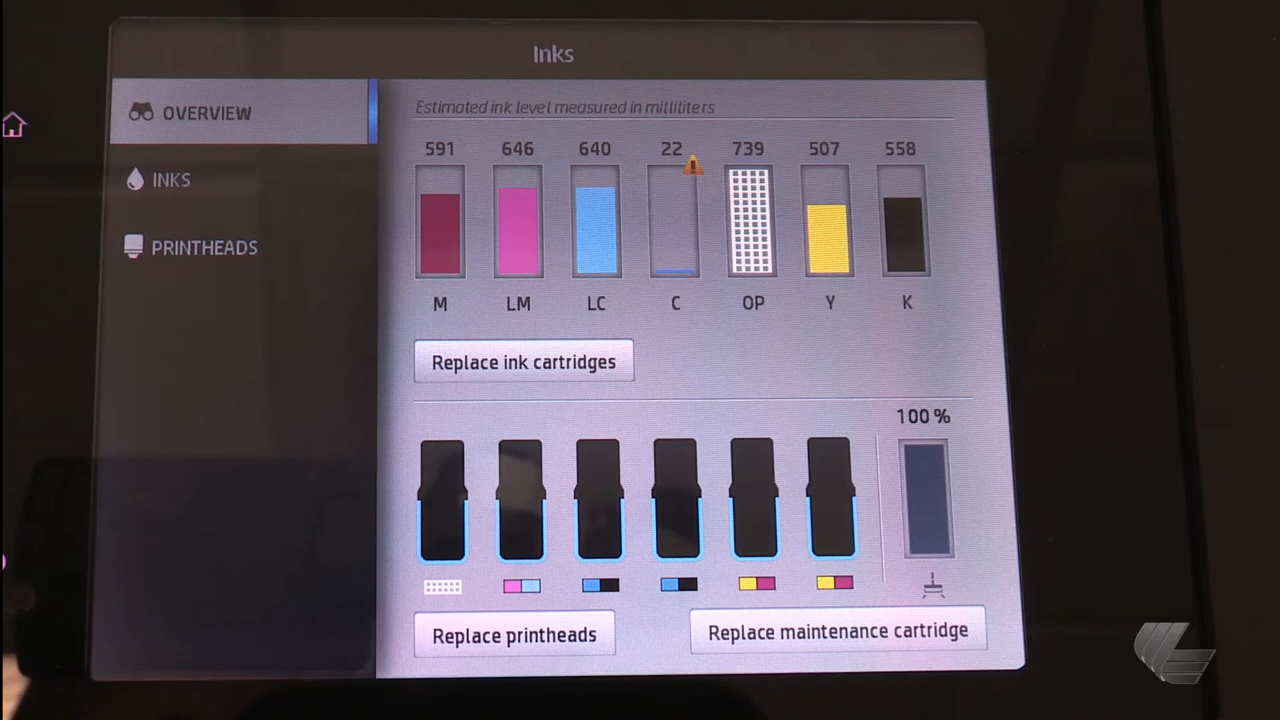 Inks
OVERVIEW
INKS
PRINTHEADS
Estimated ink level measured in milliliters
591 646 640 22 739 507 558
M LM LC C OP Y K
Replace ink cartridges
100 %
Replace printheads Replace maintenance cartridge